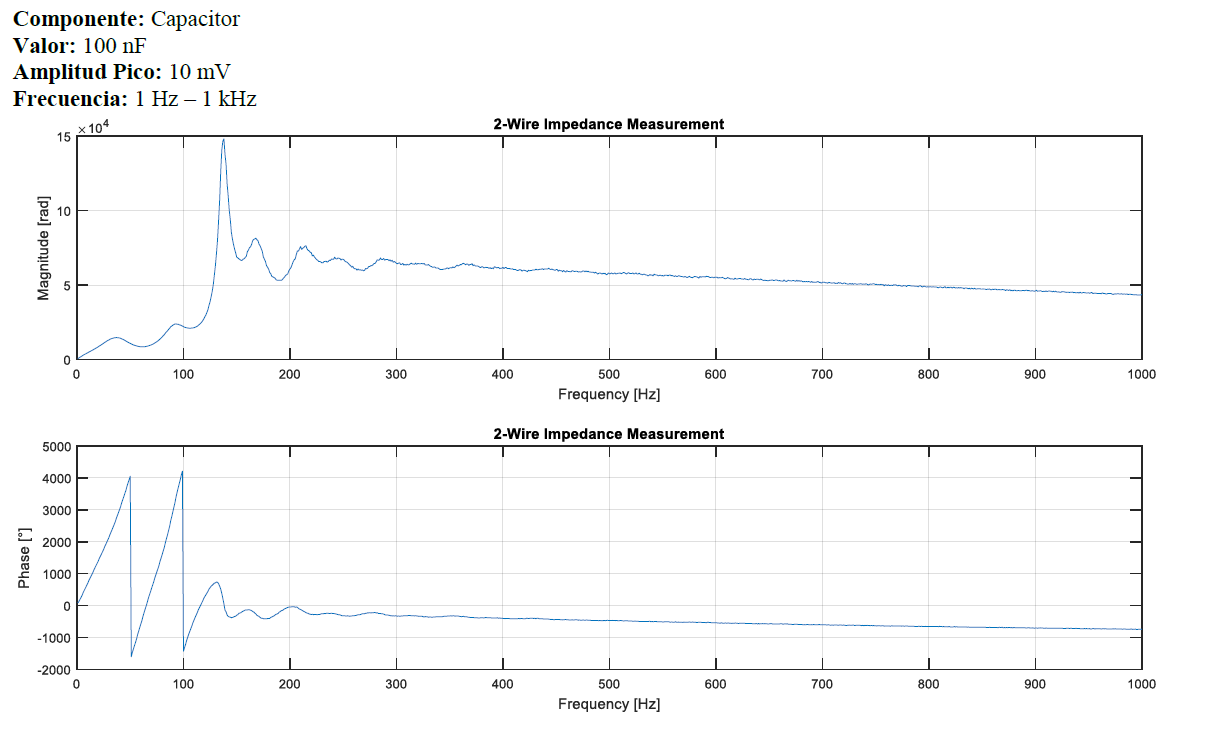 Componente: Capacitor
Valor: 100 nF
Amplitud Pico: 10 mV
Frecuencia: 1 Hz – 1 kHz
2-Wire Impedance Measurement
×10⁴
15
10
5
0
Magnitude [rad]
0 100 200 300 400 500 600 700 800 900 1000
Frequency [Hz]
2-Wire Impedance Measurement
5000
4000
3000
2000
1000
0
-1000
-2000
Phase [°]
0 100 200 300 400 500 600 700 800 900 1000
Frequency [Hz]